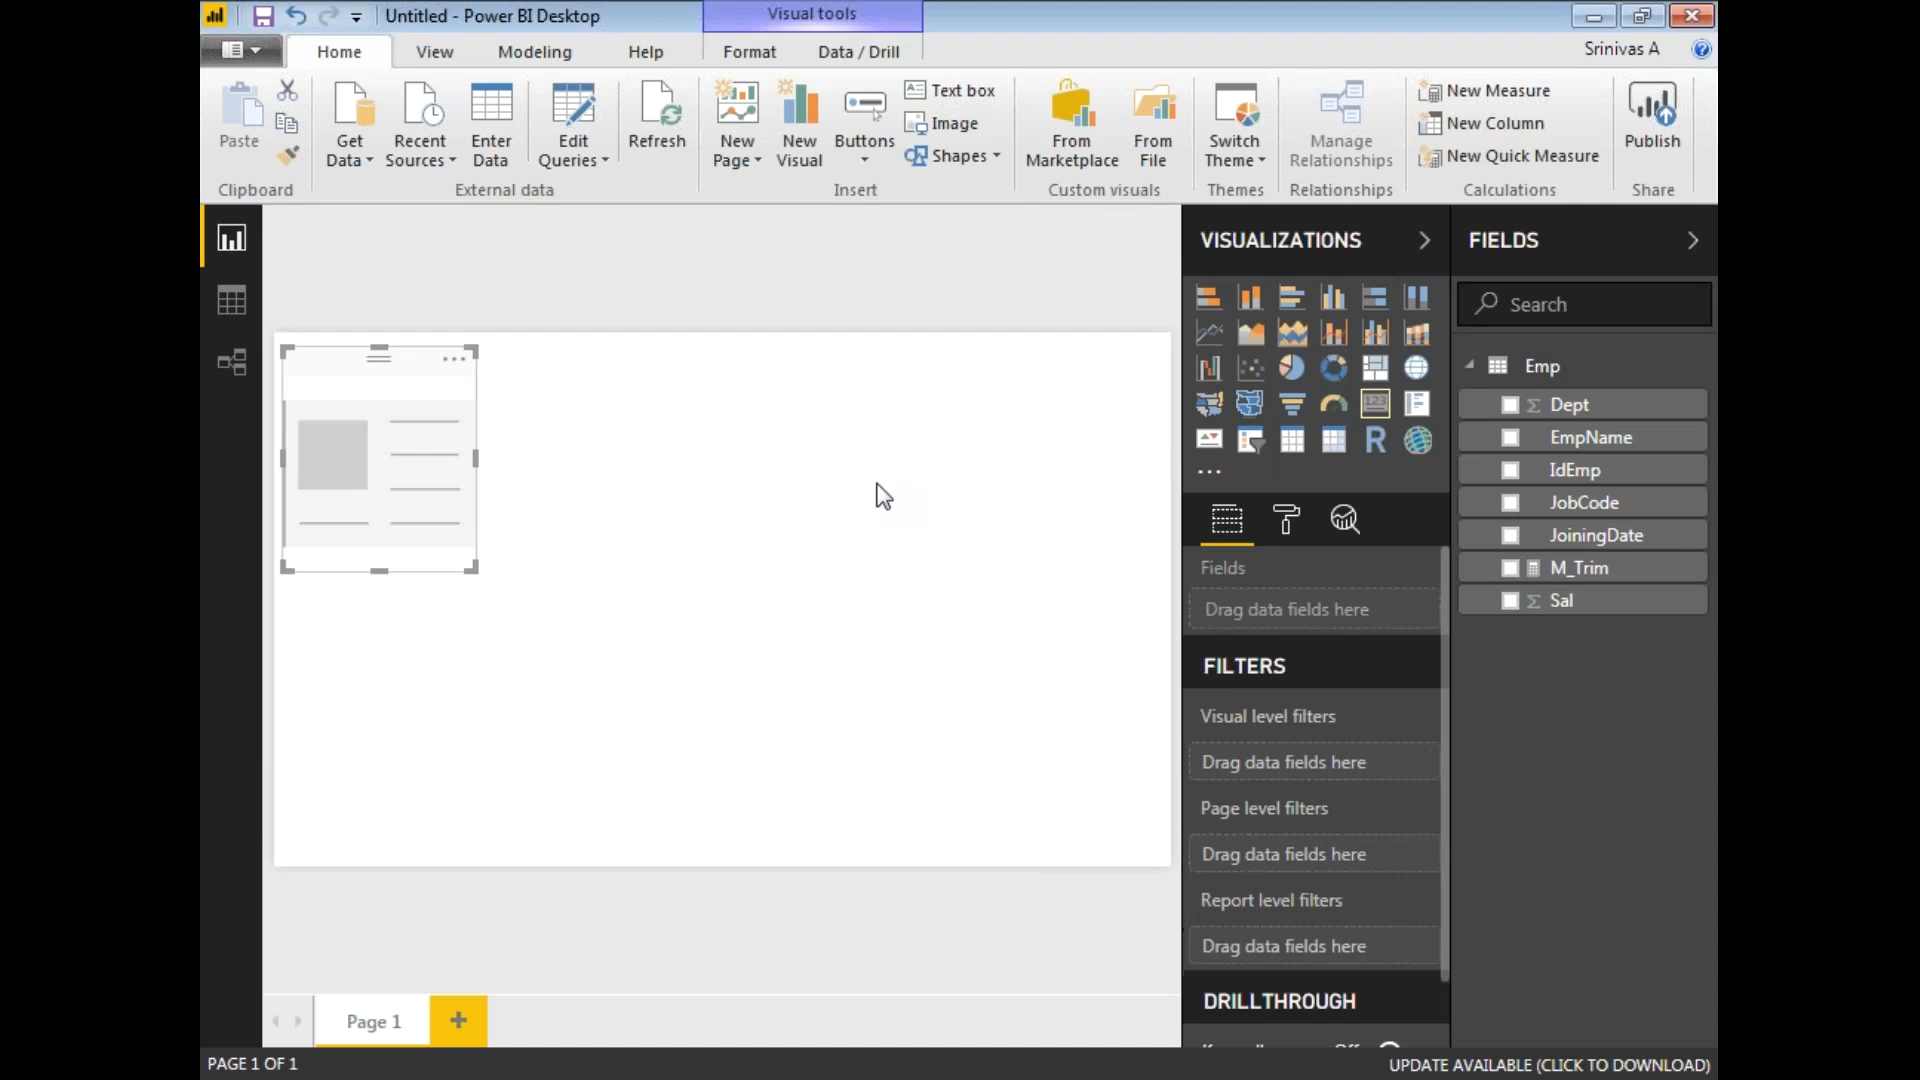 Untitled - Power BI Desktop
Visual tools
Home
View
Modeling
Help
Format
Data / Drill
Srinivas A
Paste
Get
Data
Recent
Sources
Enter
Data
Edit
Queries
Refresh
New
Page
New
Visual
Buttons
Text box
Image
Shapes
From
Marketplace
From
File
Switch
Theme
Manage
Relationships
New Measure
New Column
New Quick Measure
Publish
Clipboard
External data
Insert
Custom visuals
Themes
Relationships
Calculations
Share
VISUALIZATIONS
Fields
Drag data fields here
FILTERS
Visual level filters
Drag data fields here
Page level filters
Drag data fields here
Report level filters
Drag data fields here
DRILLTHROUGH
FIELDS
Search
Emp
Dept
EmpName
IdEmp
JobCode
JoiningDate
M_Trim
Sal
Page 1
PAGE 1 OF 1
UPDATE AVAILABLE (CLICK TO DOWNLOAD)